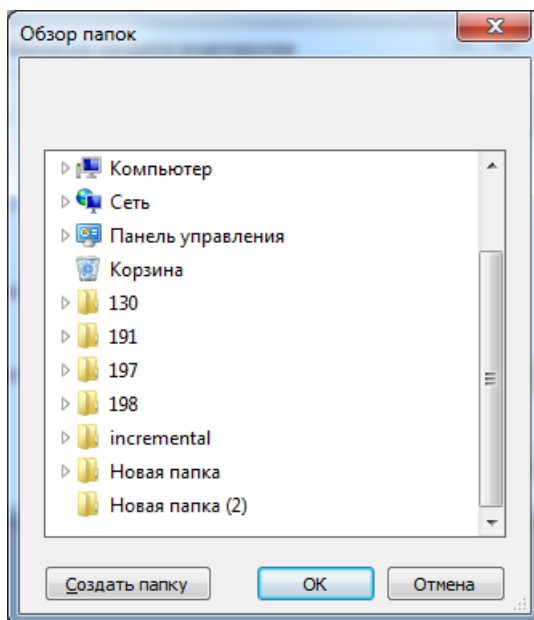 Обзор папок
Компьютер
Сеть
Панель управления
Корзина
130
191
197
198
incremental
Новая папка
Новая папка (2)
Создать папку
ОК
Отмена